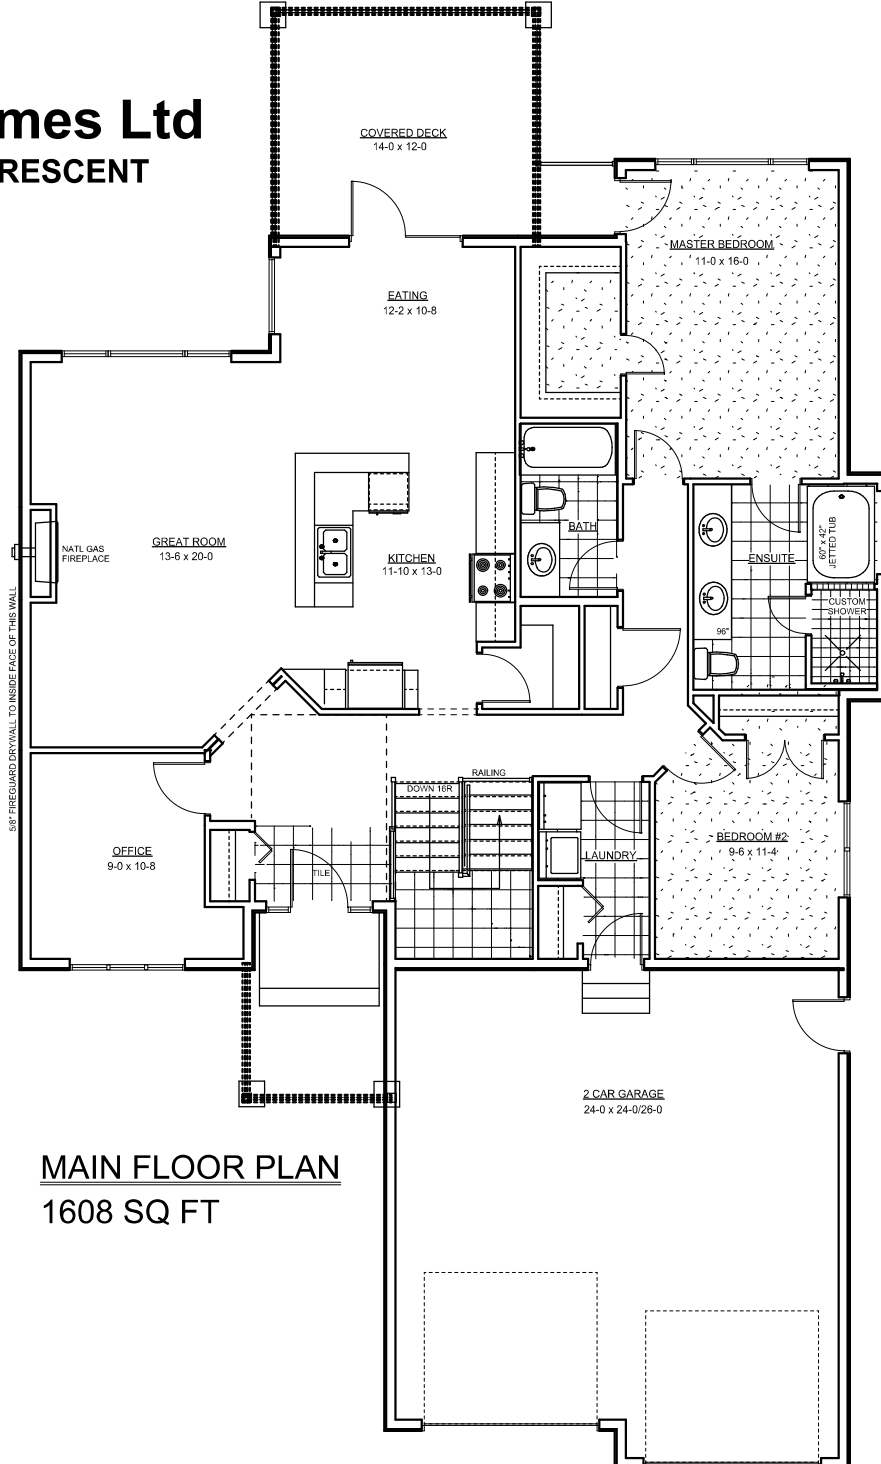 mes Ltd
RESCENT
COVERED DECK
14-0 x 12-0
MASTER BEDROOM
11-0 x 16-0
EATING
12-2 x 10-8
GREAT ROOM
13-6 x 20-0
NATL GAS
FIREPLACE
KITCHEN
11-10 x 13-0
BATH
ENSUITE
60" x 42"
JETTED TUB
CUSTOM
SHOWER
96"
5/8" FIREGUARD DRYWALL TO INSIDE FACE OF THIS WALL
RAILING
DOWN 16R
OFFICE
9-0 x 10-8
TILE
LAUNDRY
BEDROOM #2
9-6 x 11-4
2 CAR GARAGE
24-0 x 24-0/26-0
MAIN FLOOR PLAN
1608 SQ FT